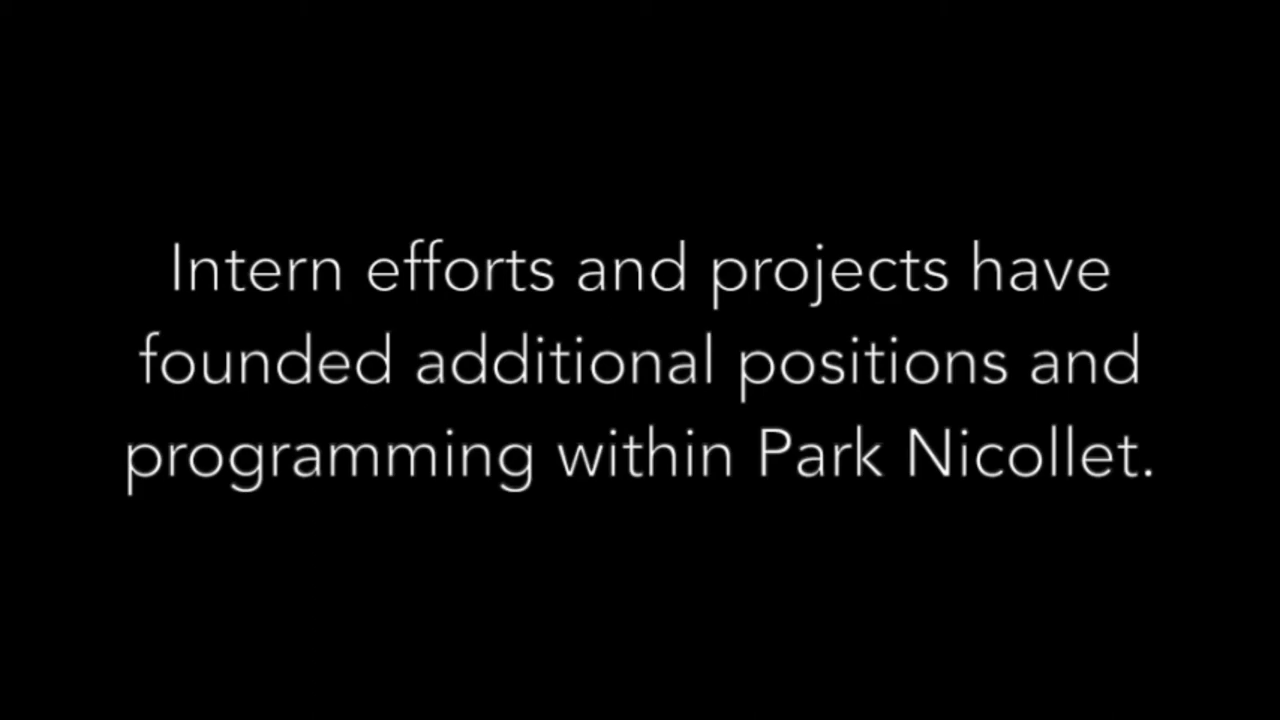 Intern efforts and projects have
founded additional positions and
programming within Park Nicollet.